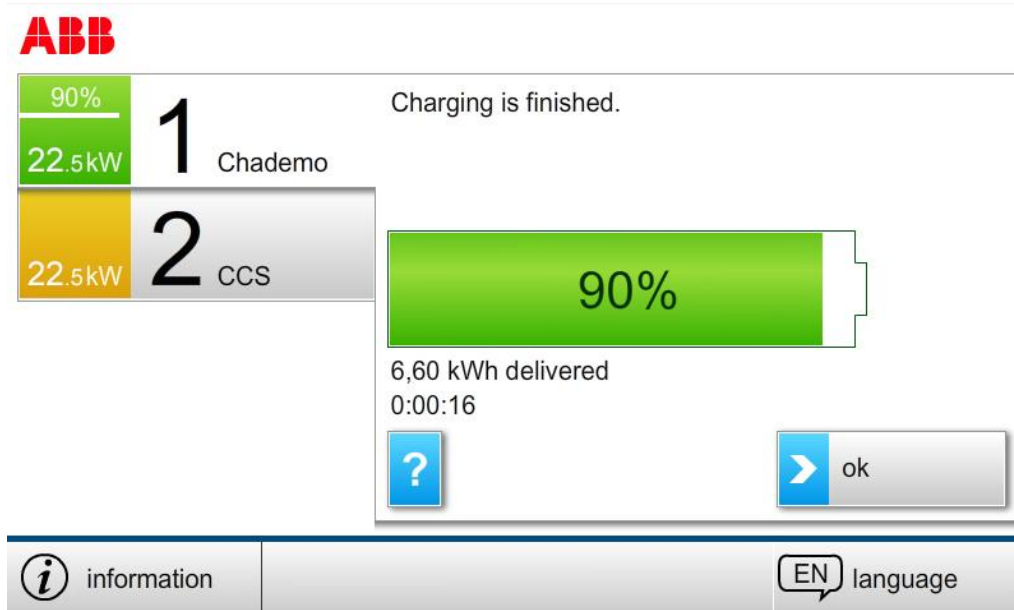 ABB
90%
22.5kW
1 Chademo
2 CCS
22.5kW
Charging is finished.
90%
6,60 kWh delivered
0:00:16
?
ok
i information
EN language